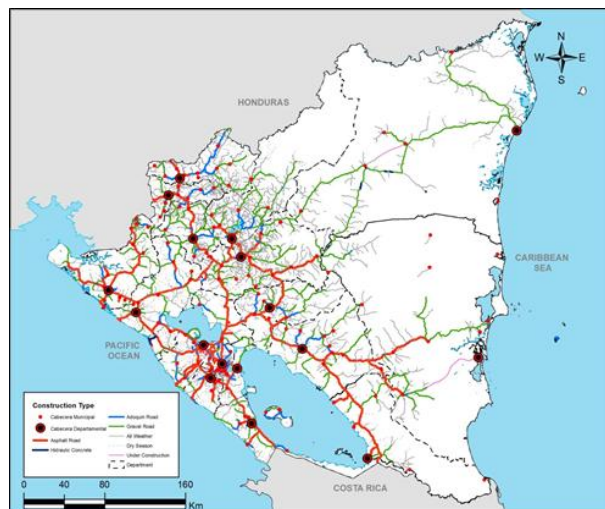 N
W E
S
HONDURAS
CARIBBEAN
SEA
PACIFIC
OCEAN
Construction Type
Cabecera Municipal
Cabecera Departamental
Asphalt Road
Hidraulic Concrete
Adoquin Road
Gravel Road
All Weather
Dry Season
Under Construction
Department
COSTA RICA
0 40 80 160
Km